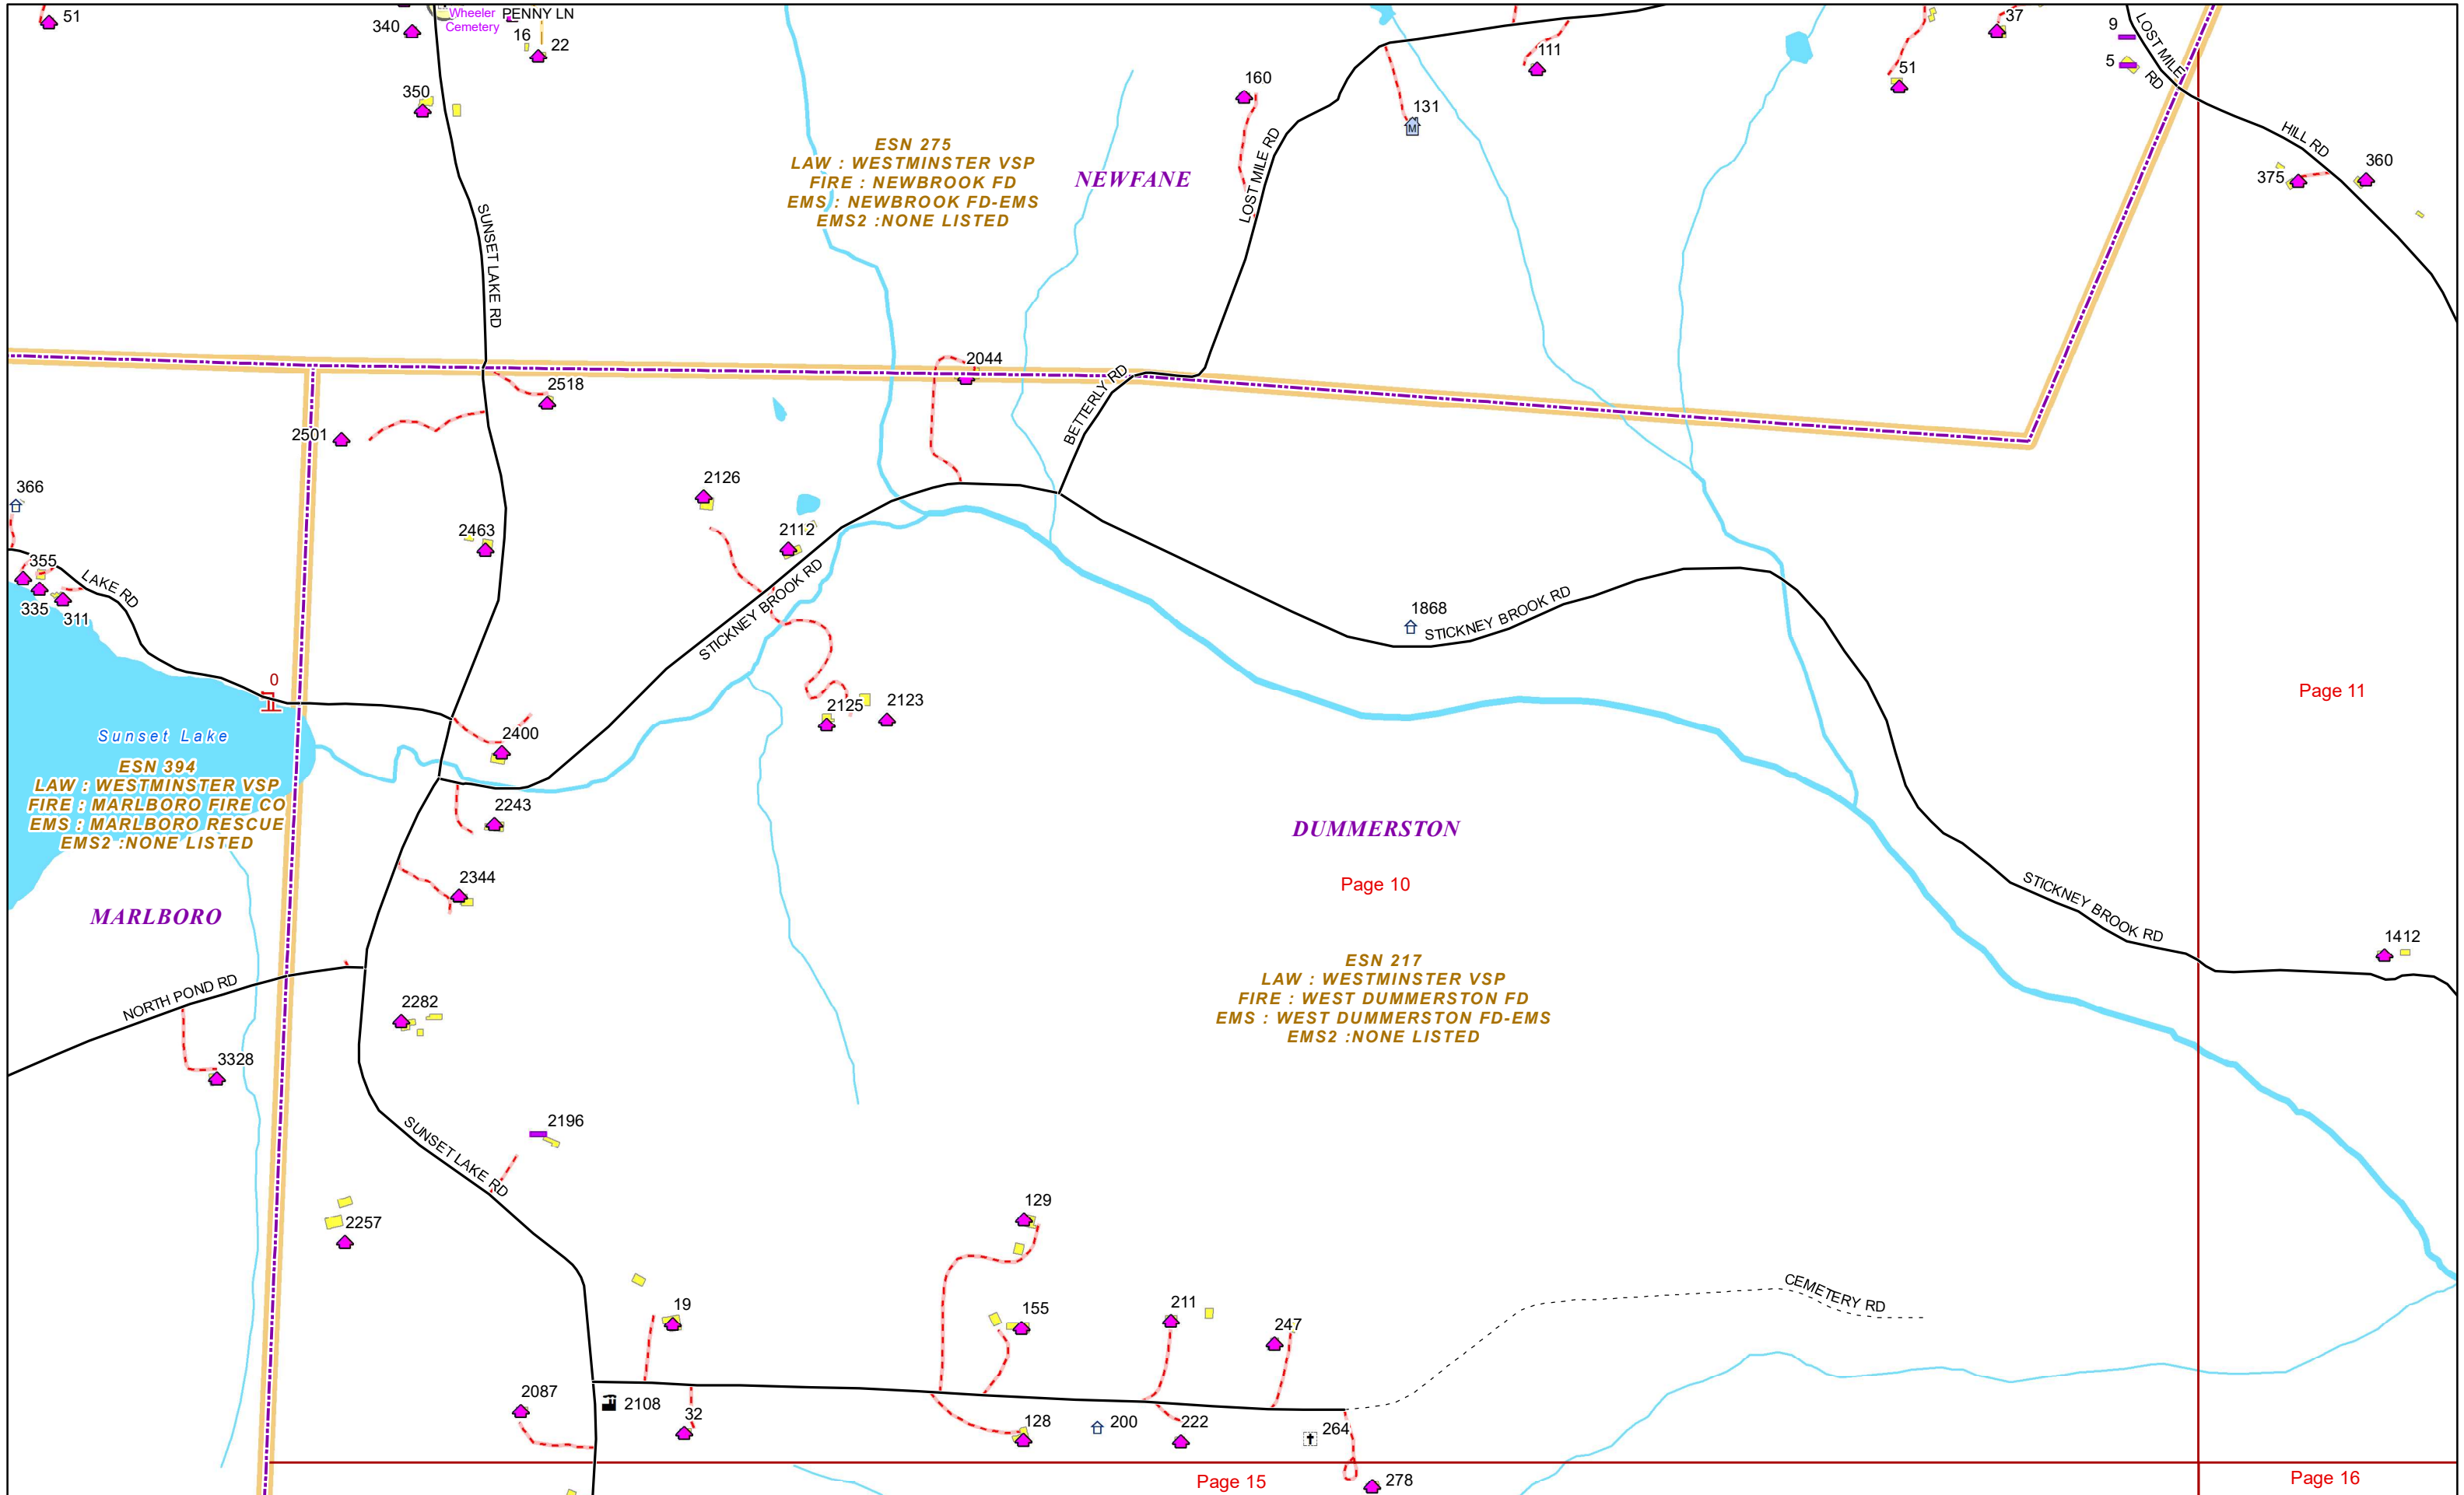 51
340
Wheeler
Cemetery
PENNY LN
16
22
37
9
LOST MILE RD
5
111
51
350
160
131
ESN 275
LAW : WESTMINSTER VSP
FIRE : NEWBROOK FD
EMS : NEWBROOK FD-EMS
EMS2 :NONE LISTED
NEWFANE
LOST MILE RD
HILL RD
375
360
M
SUNSET LAKE RD
2044
2518
BETTERLY RD
2501
366
2126
2463
2112
355
LAKE RD
335
311
STICKNEY BROOK RD
1868
STICKNEY BROOK RD
0
2125
2123
Page 11
Sunset Lake
2400
ESN 394
LAW : WESTMINSTER VSP
FIRE : MARLBORO FIRE CO
EMS : MARLBORO RESCUE
EMS2 :NONE LISTED
2243
DUMMERSTON
2344
Page 10
MARLBORO
STICKNEY BROOK RD
1412
NORTH POND RD
ESN 217
LAW : WESTMINSTER VSP
FIRE : WEST DUMMERSTON FD
EMS : WEST DUMMERSTON FD-EMS
EMS2 :NONE LISTED
2282
3328
2196
SUNSET LAKE RD
2257
129
19
155
211
247
CEMETERY RD
2087
2108
32
128
200
222
264
Page 15
278
Page 16